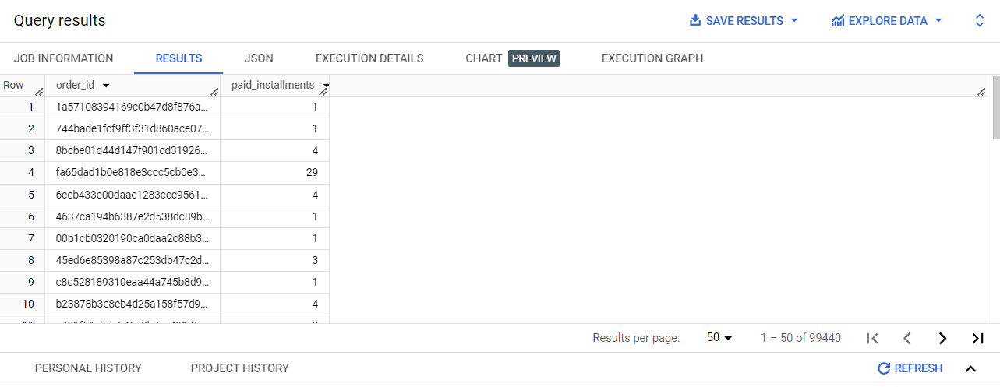 Query results SAVE RESULTS EXPLORE DATA
JOB INFORMATION RESULTS JSON EXECUTION DETAILS CHART PREVIEW EXECUTION GRAPH
Row order_id paid_installments
1 1a57108394169c0b47d8f876a... 1
2 744bade1fcf9ff3f31d860ace07... 1
3 8bcbe01d44d147f901cd31926... 4
4 fa65dad1b0e818e3ccc5cb0e3... 29
5 6ccb433e00daae1283ccc9561... 4
6 4637ca194b6387e2d538dc89b... 1
7 00b1cb0320190ca0daa2c88b3... 1
8 45ed6e85398a87c253db47c2d... 3
9 c8c528189310eaa44a745b8d9... 1
10 b23878b3e8eb4d25a158f57d9... 4
Results per page: 50 1 – 50 of 99440
PERSONAL HISTORY PROJECT HISTORY REFRESH